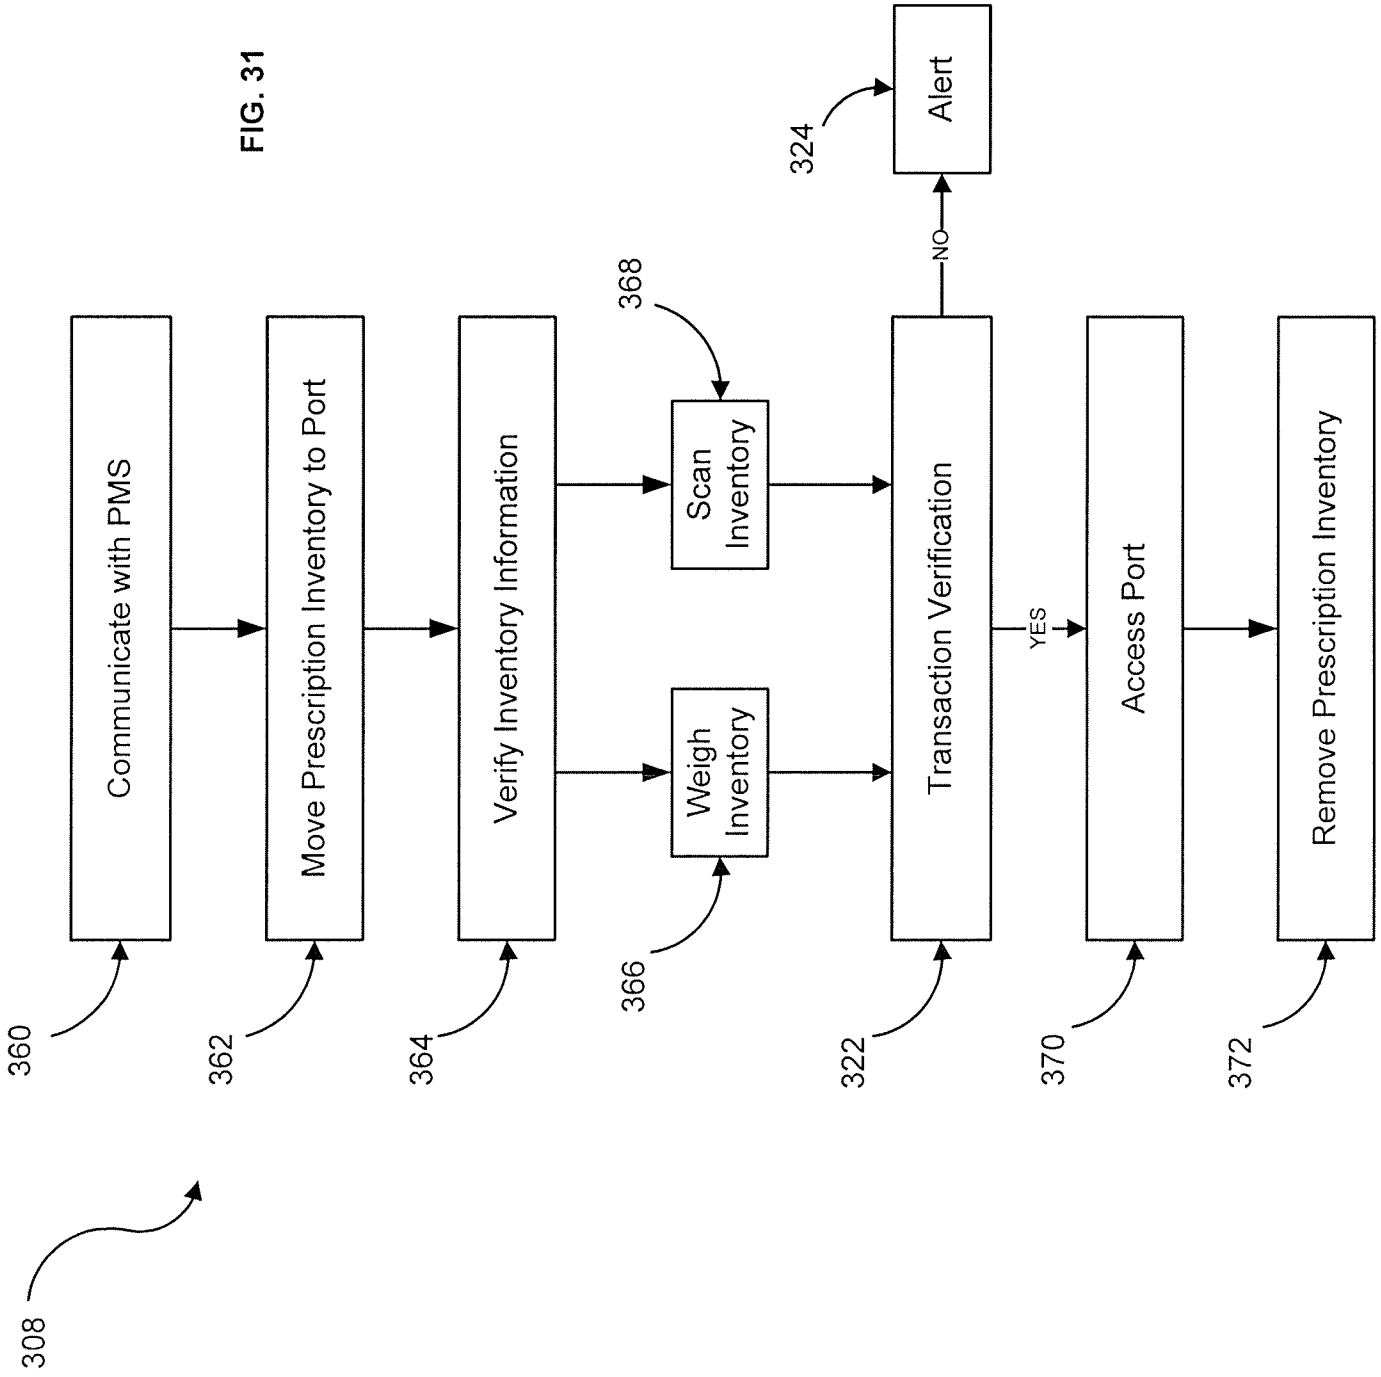 FIG. 31
308
360
Communicate with PMS
362
Move Prescription Inventory to Port
364
Verify Inventory Information
366
Weigh
Inventory
368
Scan
Inventory
322
Transaction Verification
NO
324
Alert
YES
370
Access Port
372
Remove Prescription Inventory